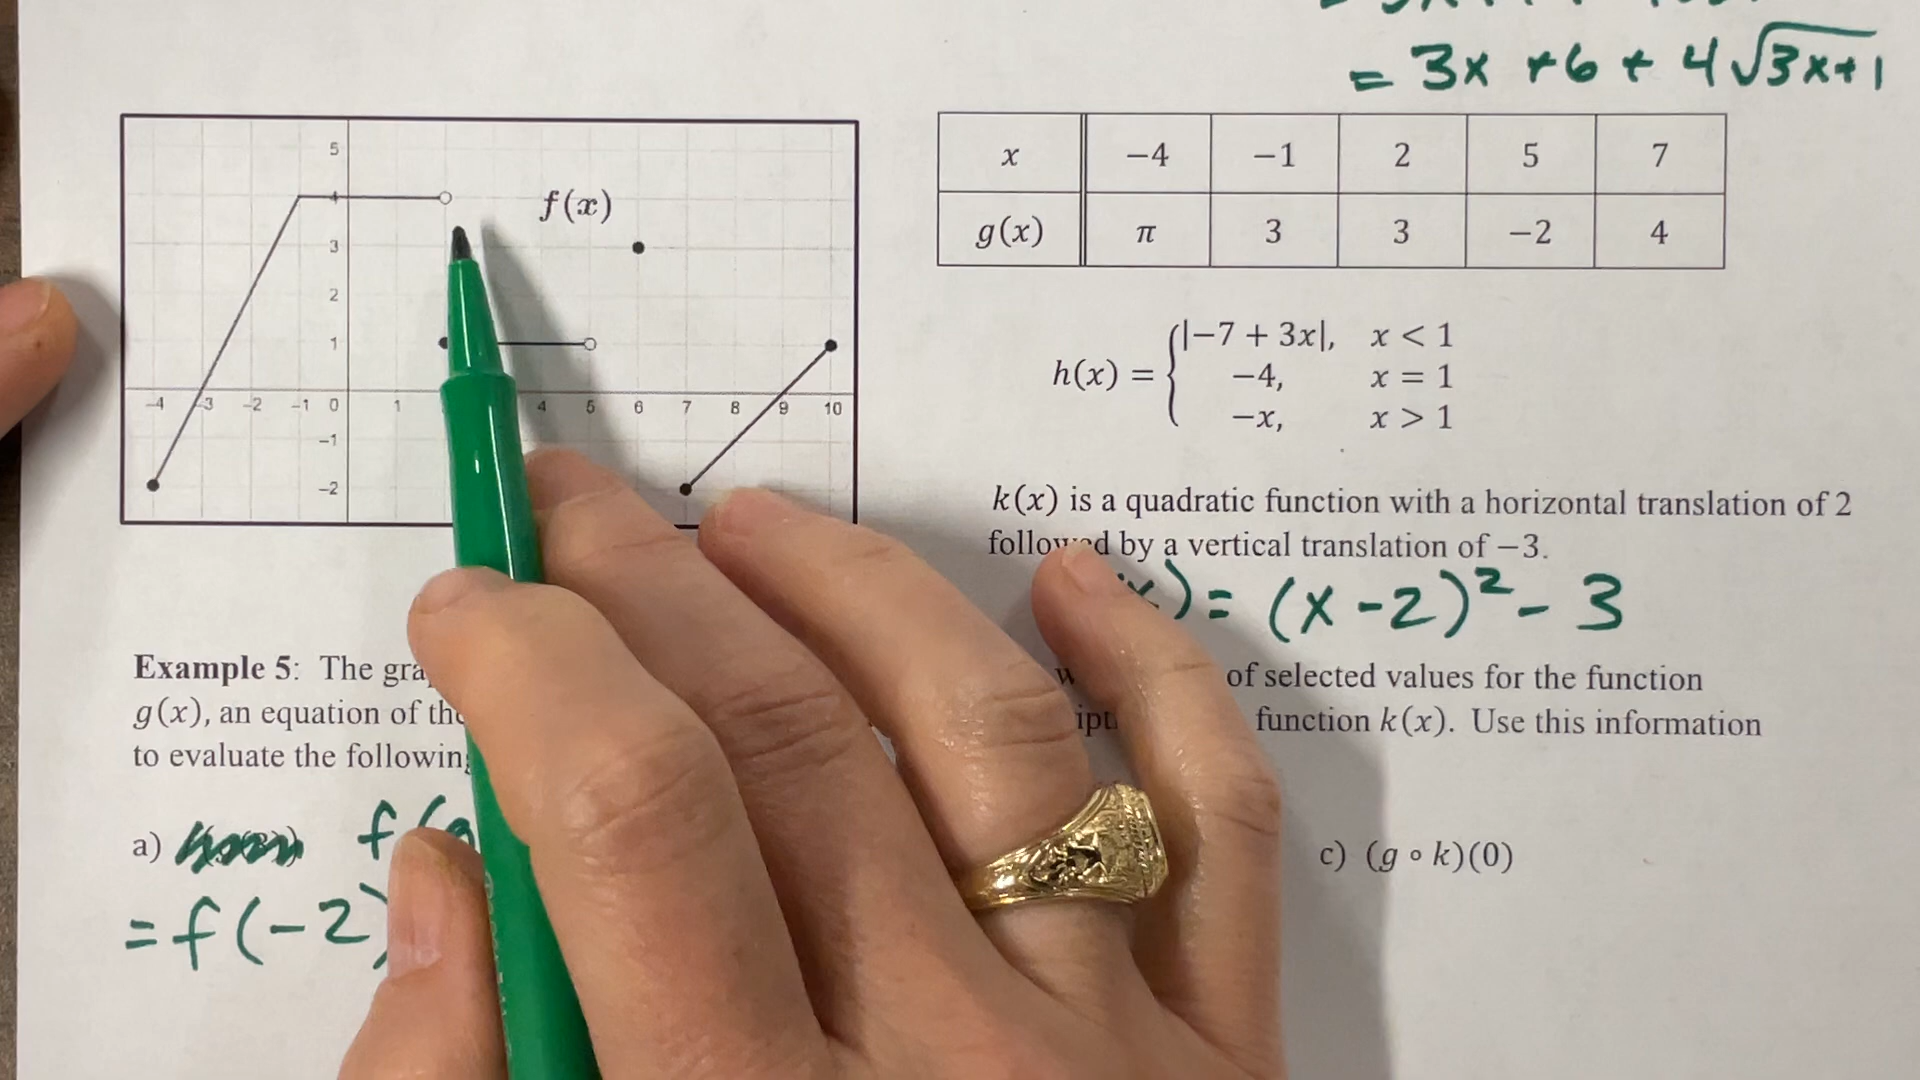 = 3x + 6 + 4√3x+1
5
4
3
2
1
-4 -3 -2 -1 0 1 4 5 6 7 8 9 10
-1
-2
f(x)
x −4 −1 2 5 7
g(x) π 3 3 −2 4
h(x) = { |−7 + 3x|, x < 1
−4, x = 1
−x, x > 1
k(x) is a quadratic function with a horizontal translation of 2
followed by a vertical translation of −3.
x) = (x - 2)² - 3
Example 5: The of selected values for the function
g(x), an equation of function k(x). Use this information
to evaluate the following
a) f(g
= f(-2)
c) (g ∘ k)(0)